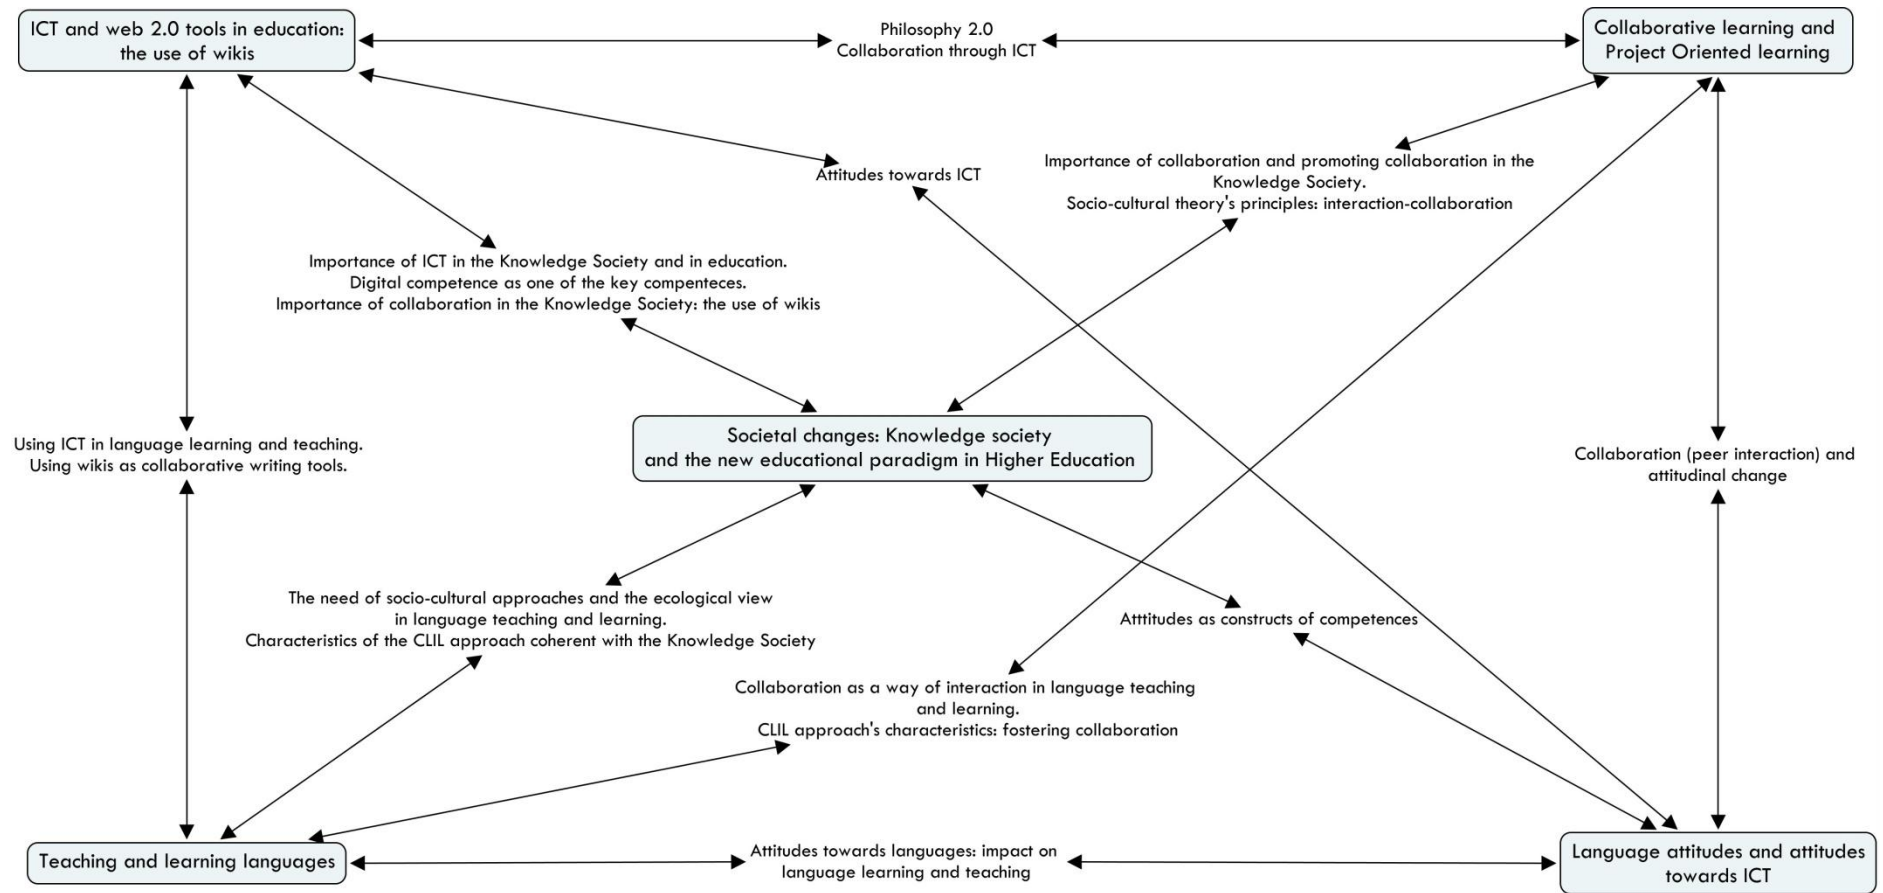 ICT and web 2.0 tools in education:
the use of wikis
Philosophy 2.0
Collaboration through ICT
Collaborative learning and
Project Oriented learning
Attitudes towards ICT
Importance of collaboration and promoting collaboration in the
Knowledge Society.
Socio-cultural theory's principles: interaction-collaboration
Importance of ICT in the Knowledge Society and in education.
Digital competence as one of the key compenteces.
Importance of collaboration in the Knowledge Society: the use of wikis
Using ICT in language learning and teaching.
Using wikis as collaborative writing tools.
Societal changes: Knowledge society
and the new educational paradigm in Higher Education
Collaboration (peer interaction) and
attitudinal change
The need of socio-cultural approaches and the ecological view
in language teaching and learning.
Characteristics of the CLIL approach coherent with the Knowledge Society
Atttitudes as constructs of competences
Collaboration as a way of interaction in language teaching
and learning.
CLIL approach's characteristics: fostering collaboration
Teaching and learning languages
Attitudes towards languages: impact on
language learning and teaching
Language attitudes and attitudes
towards ICT